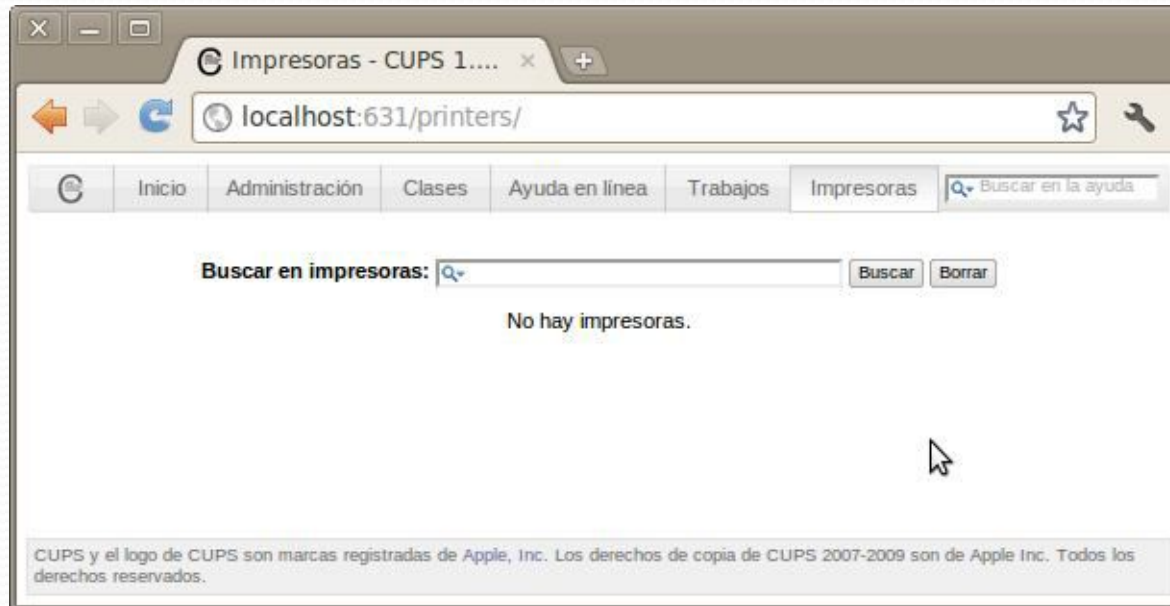 Impresoras - CUPS 1....
localhost:631/printers/
Inicio Administración Clases Ayuda en línea Trabajos Impresoras Buscar en la ayuda
Buscar en impresoras: Buscar Borrar
No hay impresoras.
CUPS y el logo de CUPS son marcas registradas de Apple, Inc. Los derechos de copia de CUPS 2007-2009 son de Apple Inc. Todos los
derechos reservados.